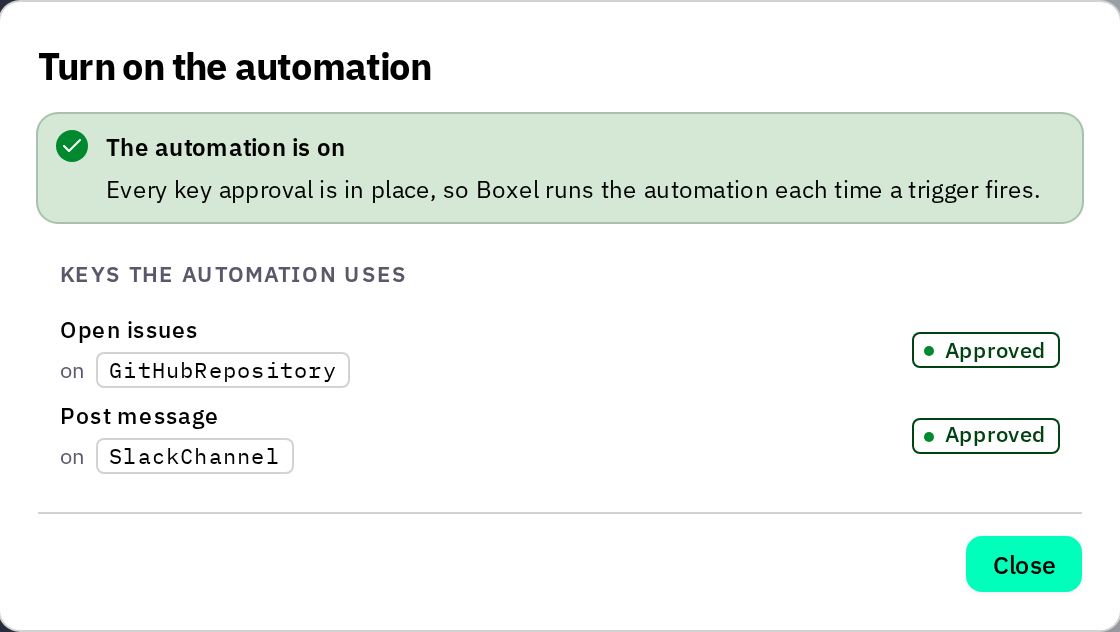 Turn on the automation
The automation is on
Every key approval is in place, so Boxel runs the automation each time a trigger fires.
KEYS THE AUTOMATION USES
Open issues
on GitHubRepository
Approved
Post message
on SlackChannel
Approved
Close